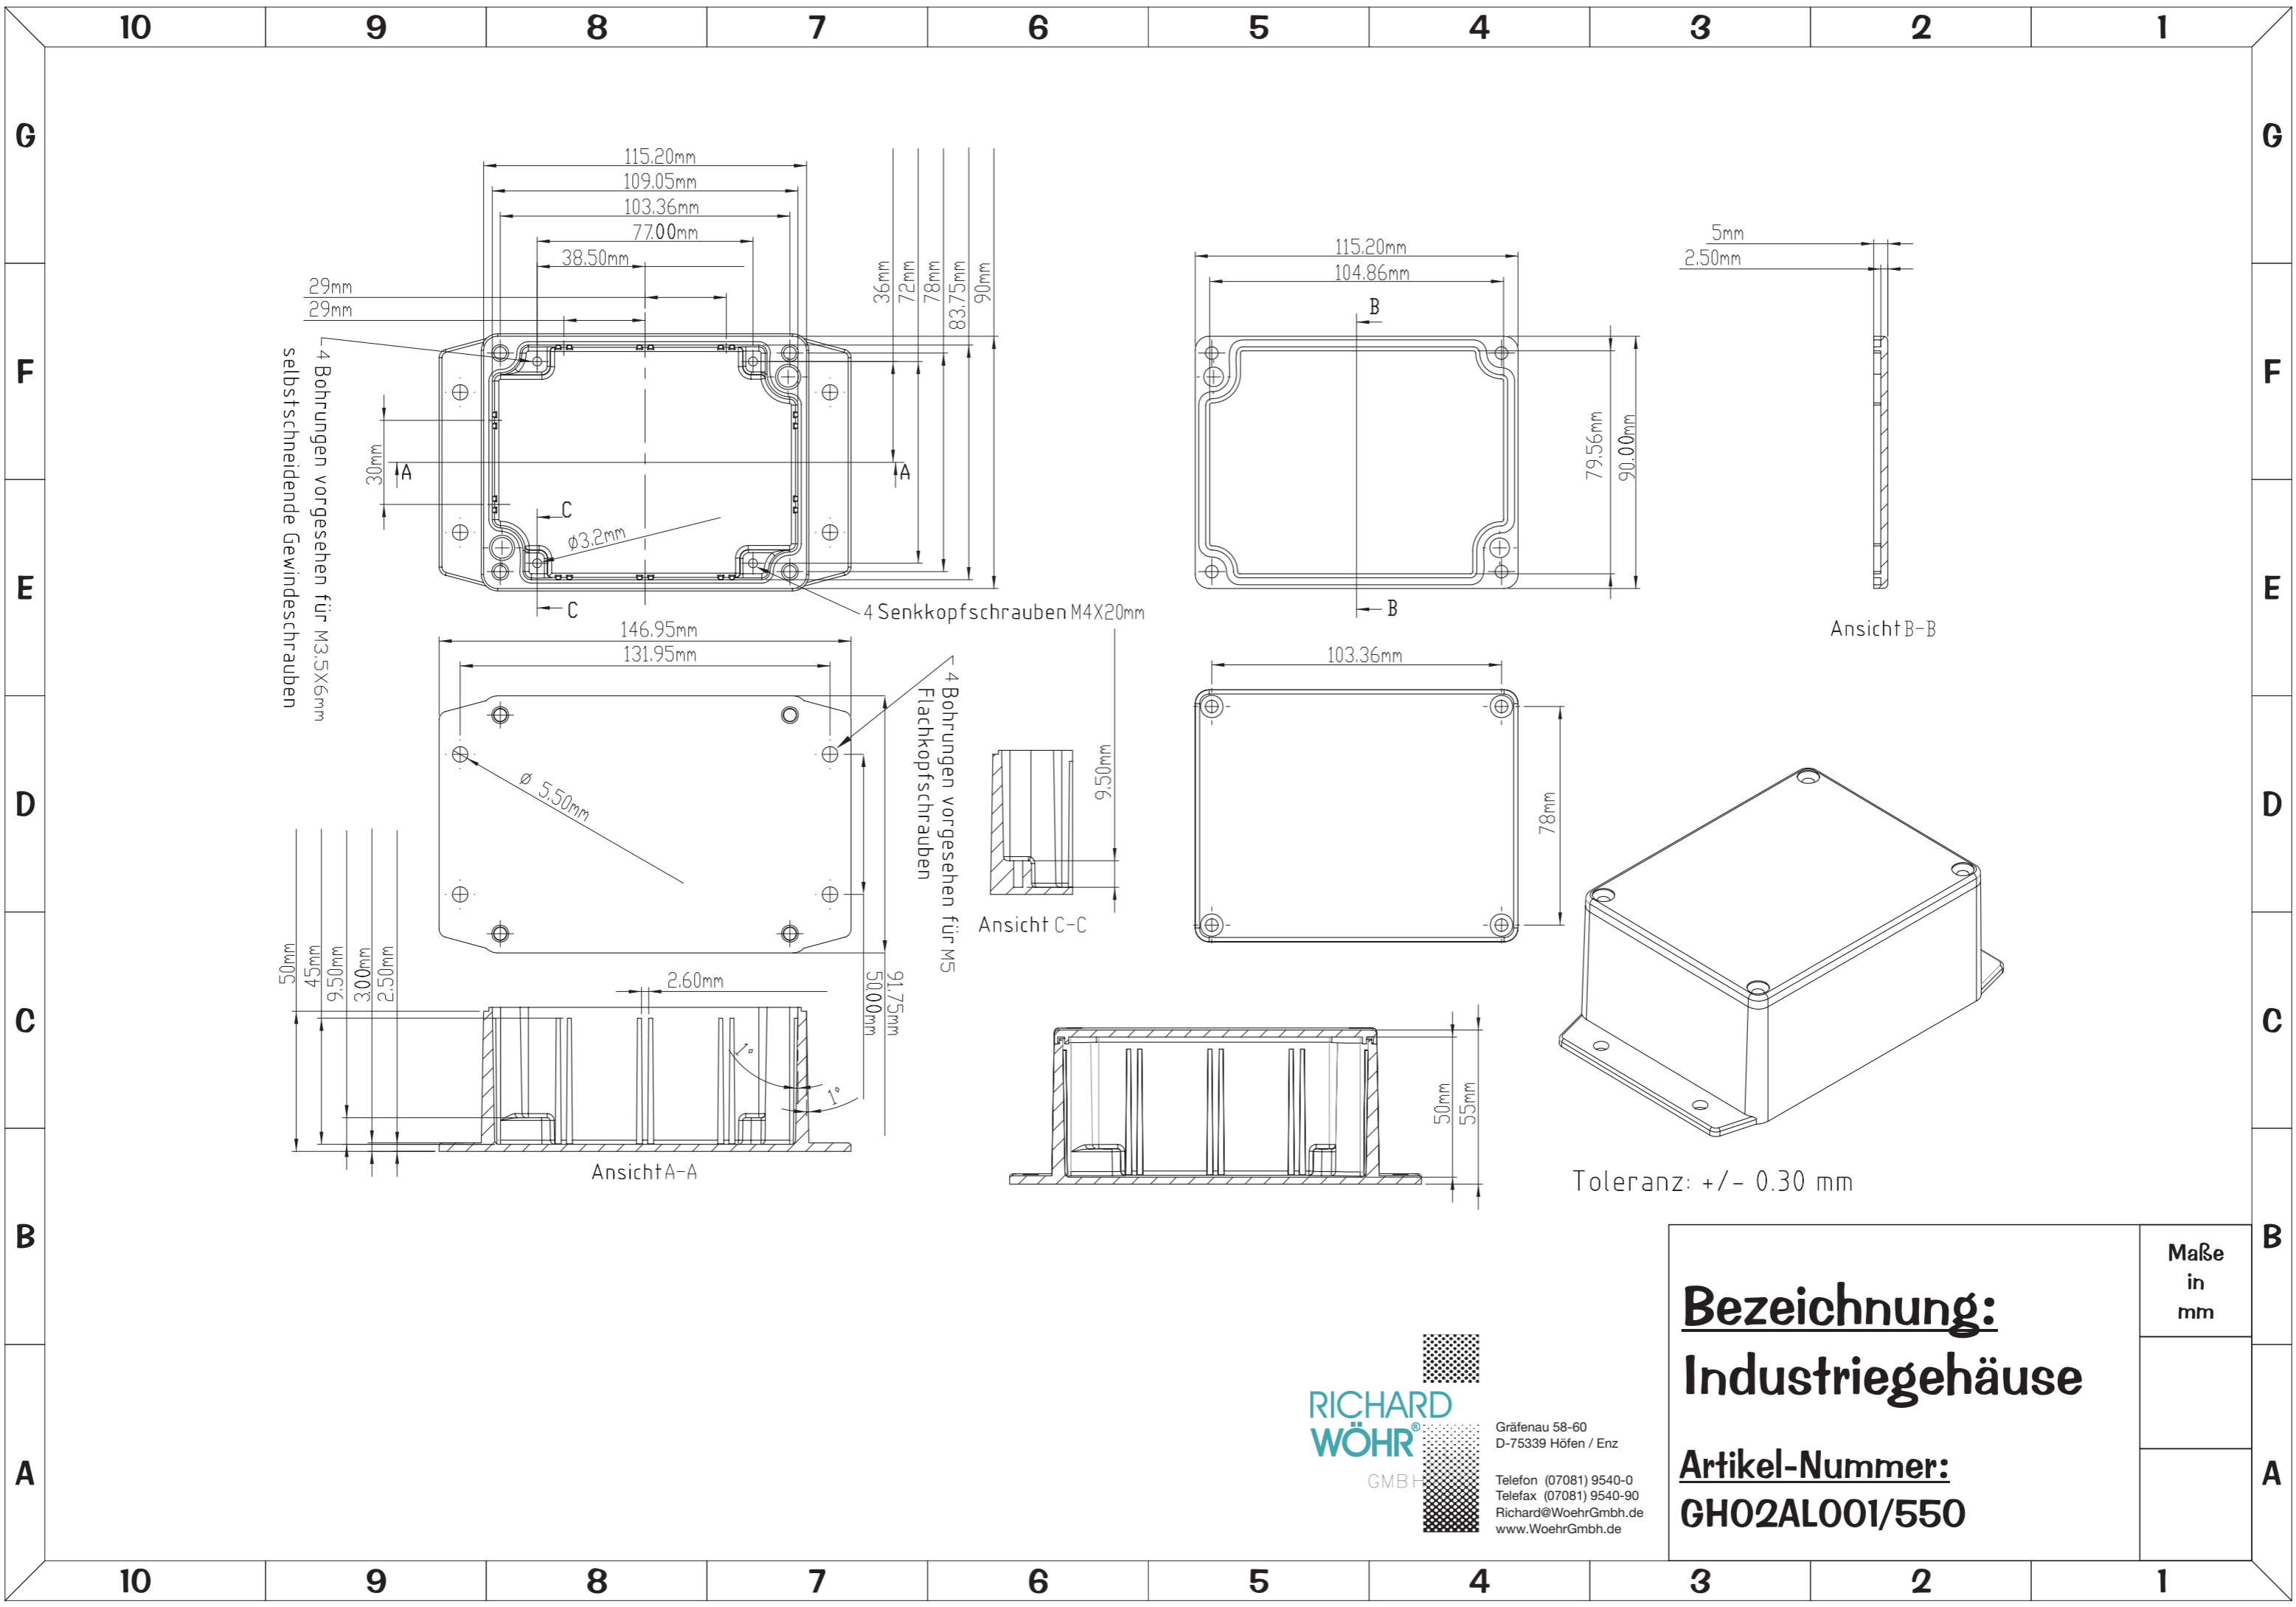 10 9 8 7 6 5 4 3 2 1
G
F
E
D
C
B
A
G
F
E
D
C
B
A
115.20mm
109.05mm
103.36mm
77.00mm
38.50mm
29mm
29mm
36mm
72mm
78mm
83.75mm
90mm
4 Bohrungen vorgesehen für M3.5X6mm
selbstschneidende Gewindeschrauben
30mm
A
A
C
C
Ø3.2mm
4 Senkkopfschrauben M4X20mm
115.20mm
104.86mm
B
B
79.56mm
90.00mm
5mm
2.50mm
Ansicht B-B
146.95mm
131.95mm
Ø 5.50mm
4 Bohrungen vorgesehen für M5
Flachkopfschrauben
91.75mm
50.00mm
9.50mm
Ansicht C-C
103.36mm
78mm
50mm
45mm
9.50mm
3.00mm
2.50mm
2.60mm
1°
1°
Ansicht A-A
50mm
55mm
Toleranz: +/- 0.30 mm
Maße
in
mm
Bezeichnung:
Industriegehäuse
Artikel-Nummer:
GH02AL001/550
RICHARD
WÖHR®
GMBH
Gräfenau 58-60
D-75339 Höfen / Enz
Telefon (07081) 9540-0
Telefax (07081) 9540-90
Richard@WoehrGmbh.de
www.WoehrGmbh.de
10 9 8 7 6 5 4 3 2 1